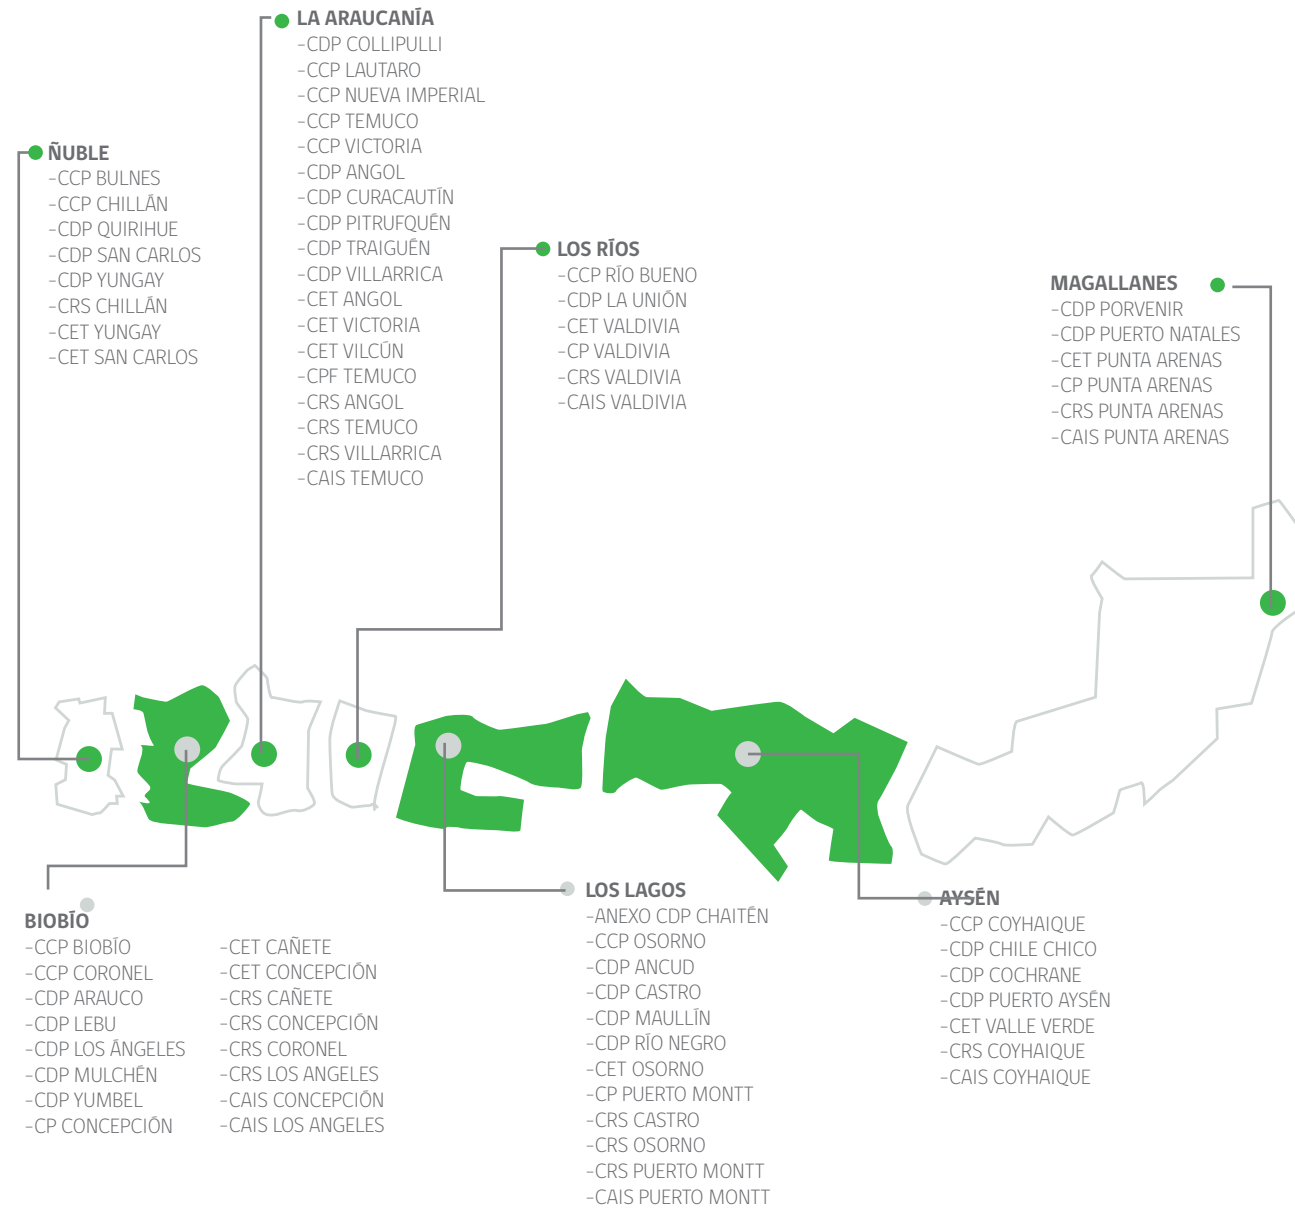 LA ARAUCANÍA
-CDP COLLIPULLI
-CCP LAUTARO
-CCP NUEVA IMPERIAL
-CCP TEMUCO
-CCP VICTORIA
-CDP ANGOL
-CDP CURACAUTÍN
-CDP PITRUFQUÉN
-CDP TRAIGUÉN
-CDP VILLARRICA
-CET ANGOL
-CET VICTORIA
-CET VILCÚN
-CPF TEMUCO
-CRS ANGOL
-CRS TEMUCO
-CRS VILLARRICA
-CAIS TEMUCO
ÑUBLE
-CCP BULNES
-CCP CHILLÁN
-CDP QUIRIHUE
-CDP SAN CARLOS
-CDP YUNGAY
-CRS CHILLÁN
-CET YUNGAY
-CET SAN CARLOS
LOS RÍOS
-CCP RÍO BUENO
-CDP LA UNIÓN
-CET VALDIVIA
-CP VALDIVIA
-CRS VALDIVIA
-CAIS VALDIVIA
MAGALLANES
-CDP PORVENIR
-CDP PUERTO NATALES
-CET PUNTA ARENAS
-CP PUNTA ARENAS
-CRS PUNTA ARENAS
-CAIS PUNTA ARENAS
BIOBÍO
-CCP BIOBÍO
-CCP CORONEL
-CDP ARAUCO
-CDP LEBU
-CDP LOS ÁNGELES
-CDP MULCHÉN
-CDP YUMBEL
-CP CONCEPCIÓN
-CET CAÑETE
-CET CONCEPCIÓN
-CRS CAÑETE
-CRS CONCEPCIÓN
-CRS CORONEL
-CRS LOS ANGELES
-CAIS CONCEPCIÓN
-CAIS LOS ANGELES
LOS LAGOS
-ANEXO CDP CHAITÉN
-CCP OSORNO
-CDP ANCUD
-CDP CASTRO
-CDP MAULLÍN
-CDP RÍO NEGRO
-CET OSORNO
-CP PUERTO MONTT
-CRS CASTRO
-CRS OSORNO
-CRS PUERTO MONTT
-CAIS PUERTO MONTT
AYSÉN
-CCP COYHAIQUE
-CDP CHILE CHICO
-CDP COCHRANE
-CDP PUERTO AYSÉN
-CET VALLE VERDE
-CRS COYHAIQUE
-CAIS COYHAIQUE